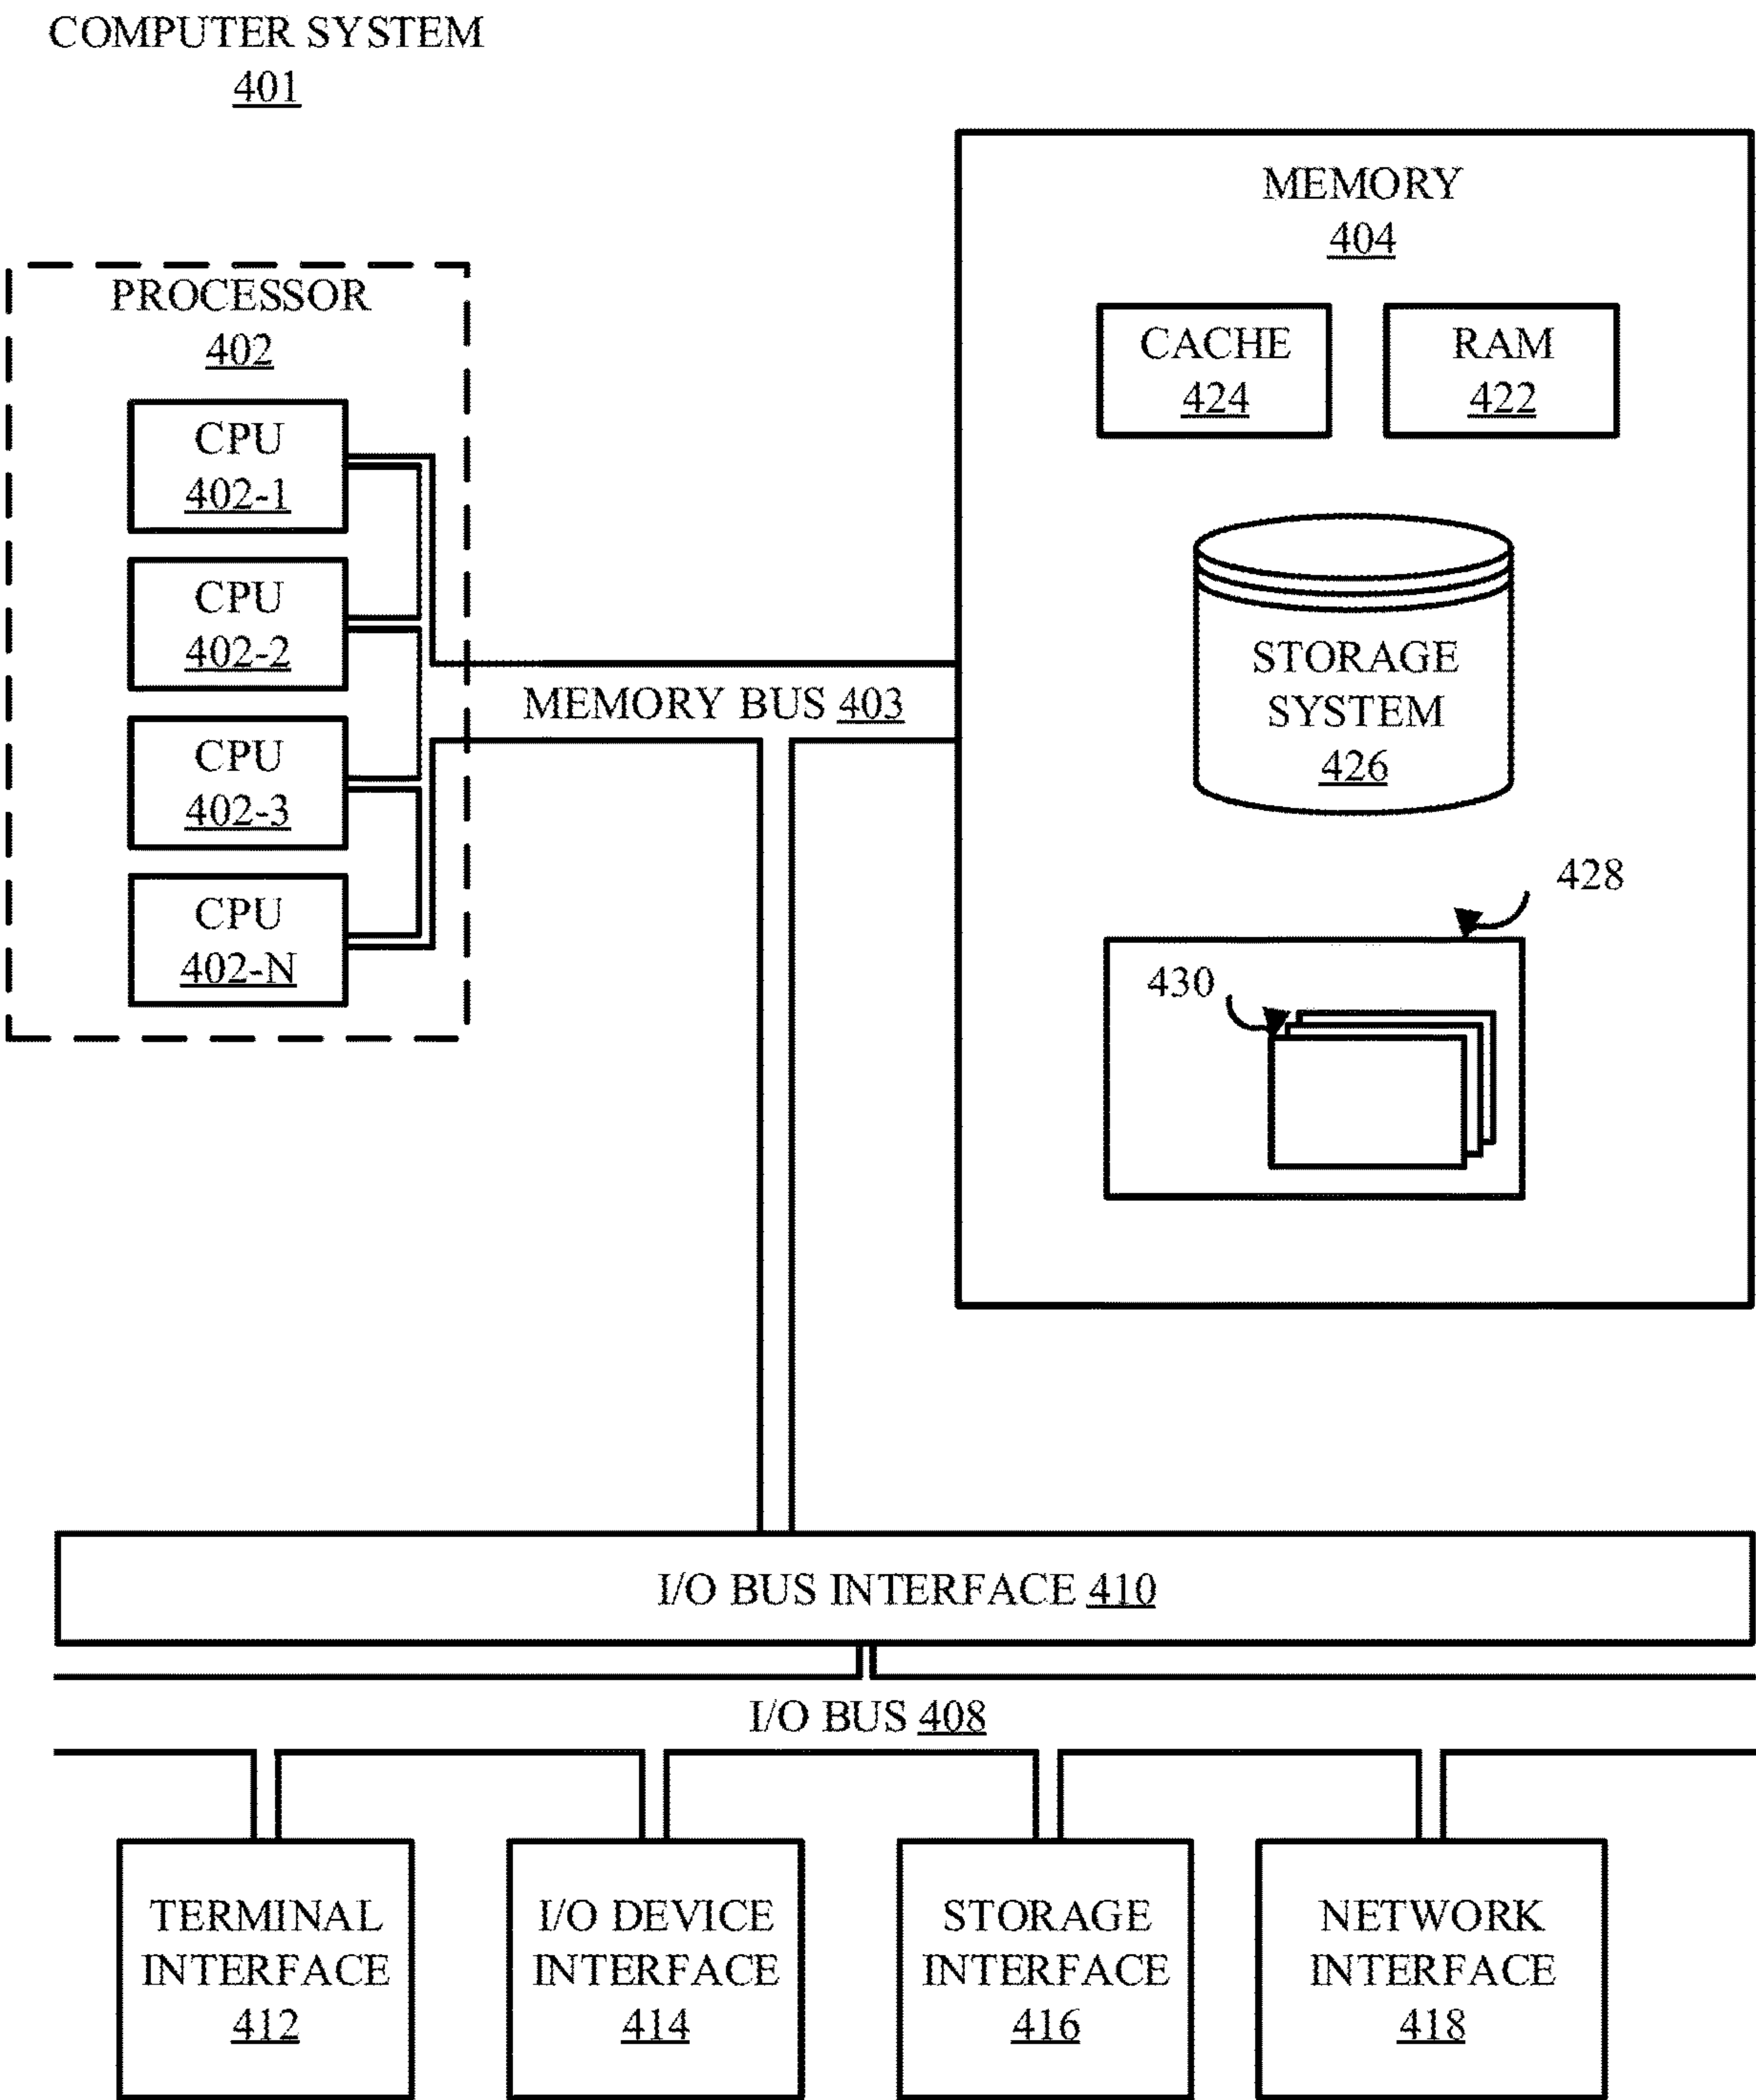 COMPUTER SYSTEM
401
PROCESSOR
402
CPU
402-1
CPU
402-2
CPU
402-3
CPU
402-N
MEMORY BUS 403
MEMORY
404
CACHE
424
RAM
422
STORAGE
SYSTEM
426
428
430
I/O BUS INTERFACE 410
I/O BUS 408
TERMINAL
INTERFACE
412
I/O DEVICE
INTERFACE
414
STORAGE
INTERFACE
416
NETWORK
INTERFACE
418